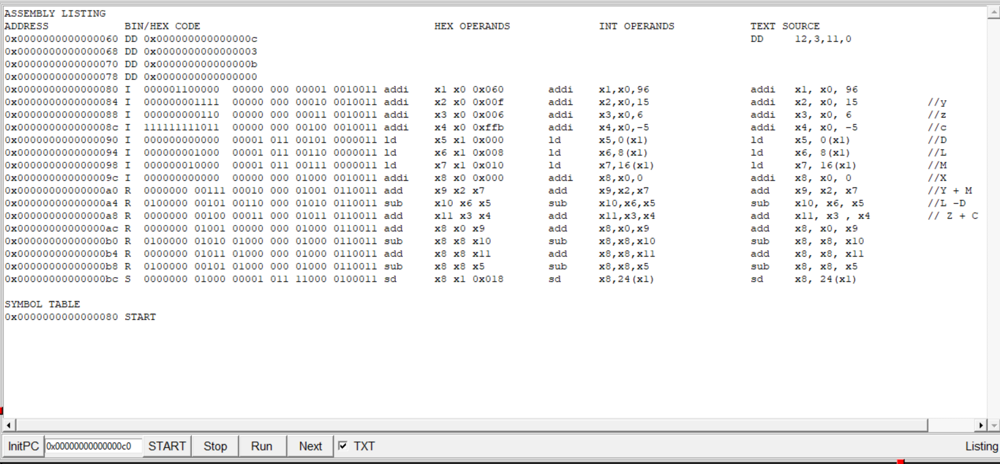 ASSEMBLY LISTING
ADDRESS BIN/HEX CODE HEX OPERANDS INT OPERANDS TEXT SOURCE
0x0000000000000060 DD 0x000000000000000c DD 12,3,11,0
0x0000000000000068 DD 0x0000000000000003
0x0000000000000070 DD 0x000000000000000b
0x0000000000000078 DD 0x0000000000000000
0x0000000000000080 I 000001100000 00000 000 00001 0010011 addi x1 x0 0x060 addi x1,x0,96 addi x1, x0, 96
0x0000000000000084 I 000000001111 00000 000 00010 0010011 addi x2 x0 0x00f addi x2,x0,15 addi x2, x0, 15 //y
0x0000000000000088 I 000000000110 00000 000 00011 0010011 addi x3 x0 0x006 addi x3,x0,6 addi x3, x0, 6 //z
0x000000000000008c I 111111111011 00000 000 00100 0010011 addi x4 x0 0xffb addi x4,x0,-5 addi x4, x0, -5 //c
0x0000000000000090 I 000000000000 00001 011 00101 0000011 ld x5 x1 0x000 ld x5,0(x1) ld x5, 0(x1) //D
0x0000000000000094 I 000000001000 00001 011 00110 0000011 ld x6 x1 0x008 ld x6,8(x1) ld x6, 8(x1) //L
0x0000000000000098 I 000000010000 00001 011 00111 0000011 ld x7 x1 0x010 ld x7,16(x1) ld x7, 16(x1) //M
0x000000000000009c I 000000000000 00000 000 01000 0010011 addi x8 x0 0x000 addi x8,x0,0 addi x8, x0, 0 //X
0x00000000000000a0 R 0000000 00111 00010 000 01001 0110011 add x9 x2 x7 add x9,x2,x7 add x9, x2, x7 //Y + M
0x00000000000000a4 R 0100000 00101 00110 000 01010 0110011 sub x10 x6 x5 sub x10,x6,x5 sub x10, x6, x5 //L -D
0x00000000000000a8 R 0000000 00100 00011 000 01011 0110011 add x11 x3 x4 add x11,x3,x4 add x11, x3 , x4 // Z + C
0x00000000000000ac R 0000000 01001 00000 000 01000 0110011 add x8 x0 x9 add x8,x0,x9 add x8, x0, x9
0x00000000000000b0 R 0100000 01010 01000 000 01000 0110011 sub x8 x8 x10 sub x8,x8,x10 sub x8, x8, x10
0x00000000000000b4 R 0000000 01011 01000 000 01000 0110011 add x8 x8 x11 add x8,x8,x11 add x8, x8, x11
0x00000000000000b8 R 0100000 00101 01000 000 01000 0110011 sub x8 x8 x5 sub x8,x8,x5 sub x8, x8, x5
0x00000000000000bc S 0000000 01000 00001 011 11000 0100011 sd x8 x1 0x018 sd x8,24(x1) sd x8, 24(x1)
SYMBOL TABLE
0x0000000000000080 START
InitPC 0x00000000000000c0 START Stop Run Next TXT Listing